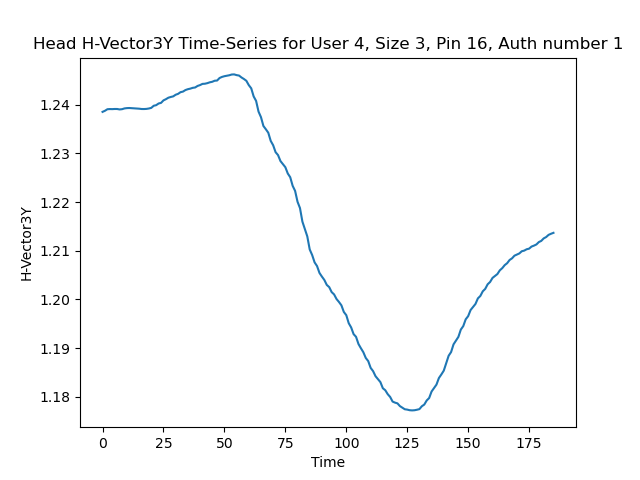 Head H-Vector3Y Time-Series for User 4, Size 3, Pin 16, Auth number 1
1.24
1.23
1.22
1.21
1.20
1.19
1.18
H-Vector3Y
0 25 50 75 100 125 150 175
Time